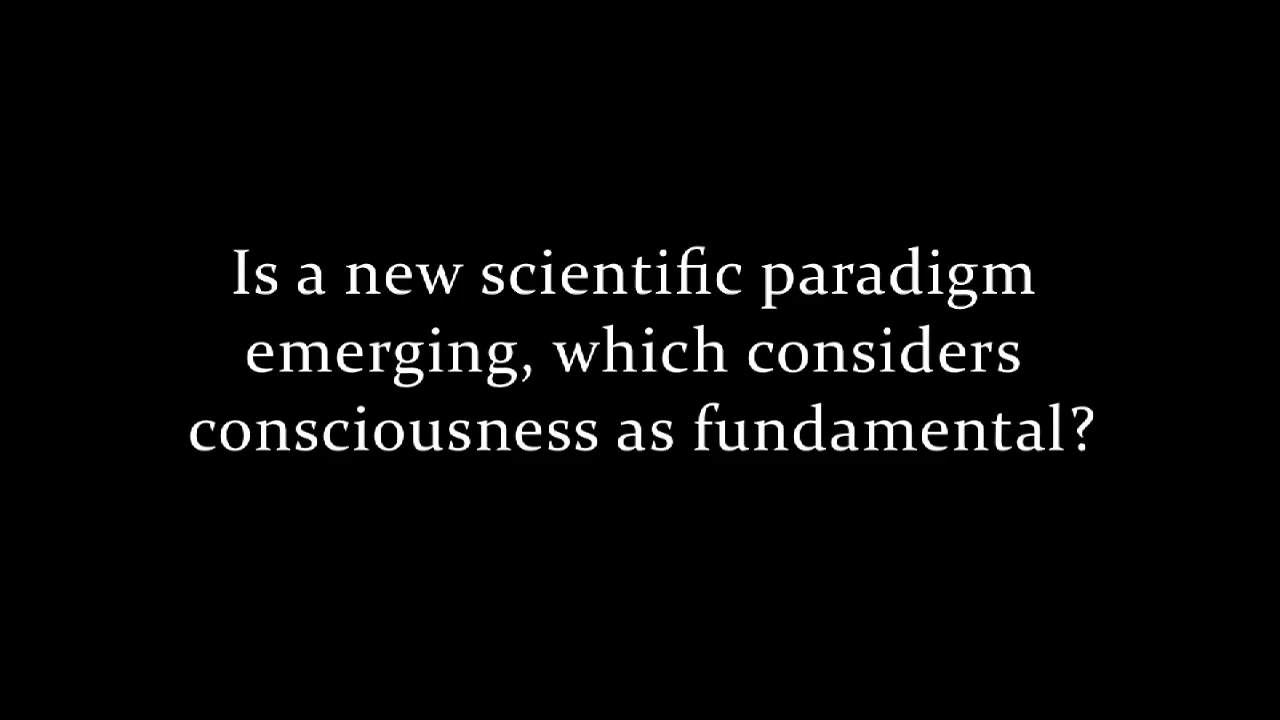 Is a new scientific paradigm
emerging, which considers
consciousness as fundamental?